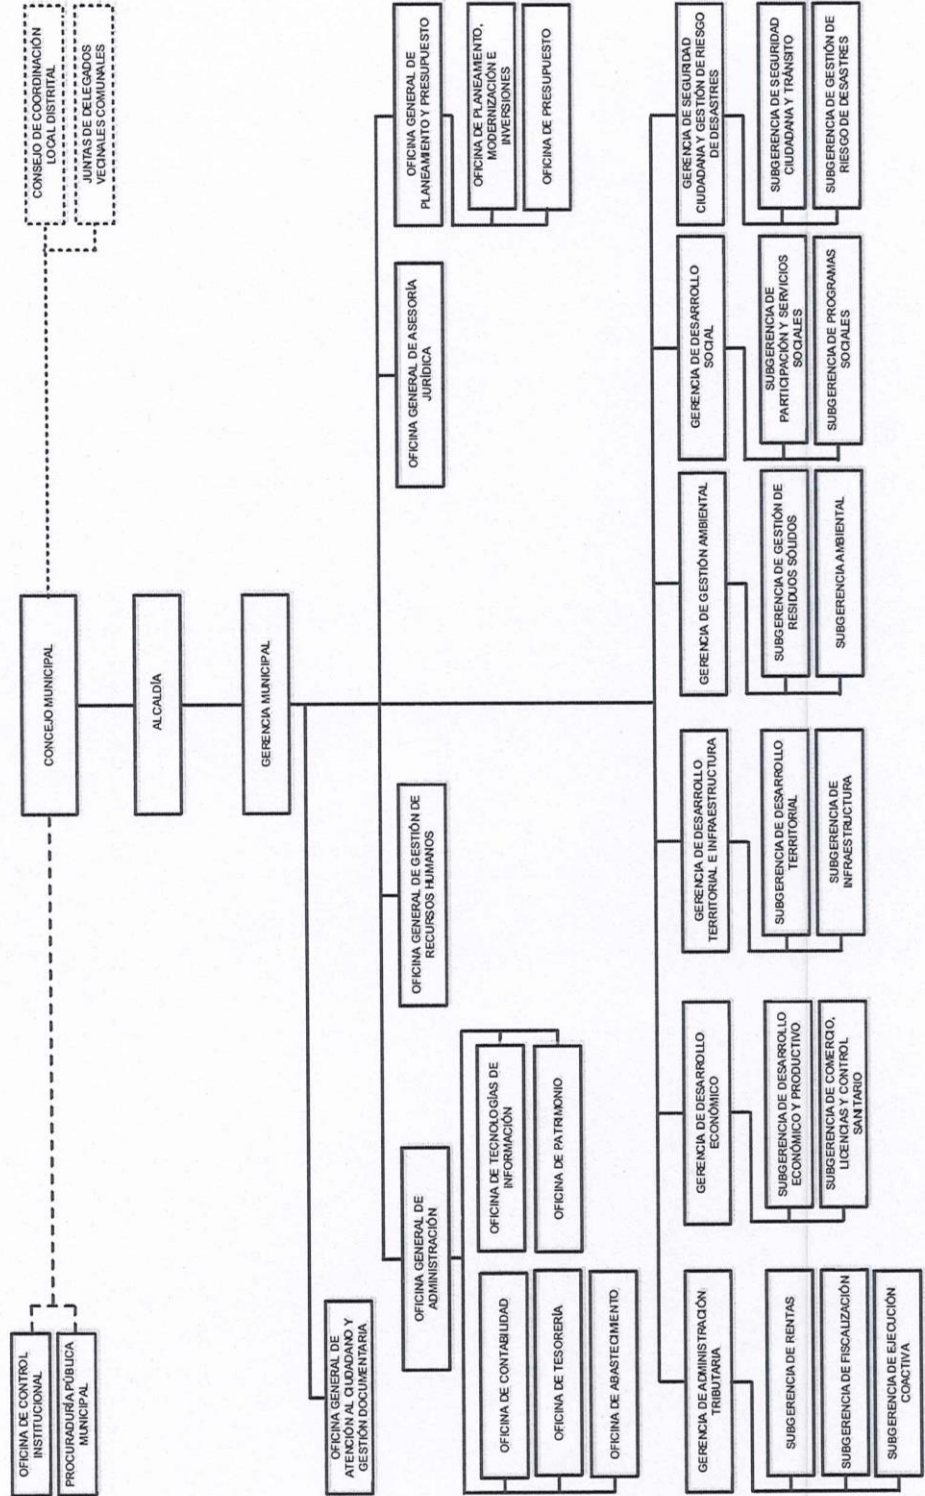 OFICINA DE CONTROL
INSTITUCIONAL
PROCURADURÍA PÚBLICA
MUNICIPAL
CONCEJO MUNICIPAL
CONSEJO DE COORDINACIÓN
LOCAL DISTRITAL
JUNTAS DE DELEGADOS
VECINALES COMUNALES
ALCALDÍA
GERENCIA MUNICIPAL
OFICINA GENERAL DE
ATENCIÓN AL CIUDADANO Y
GESTIÓN DOCUMENTARIA
OFICINA GENERAL DE
ADMINISTRACIÓN
OFICINA DE CONTABILIDAD
OFICINA DE TESORERÍA
OFICINA DE ABASTECIMIENTO
OFICINA DE TECNOLOGÍAS DE
INFORMACIÓN
OFICINA DE PATRIMONIO
OFICINA GENERAL DE GESTIÓN DE
RECURSOS HUMANOS
OFICINA GENERAL DE ASESORÍA
JURÍDICA
OFICINA GENERAL DE
PLANEAMIENTO Y PRESUPUESTO
OFICINA DE PLANEAMIENTO,
MODERNIZACIÓN E
INVERSIONES
OFICINA DE PRESUPUESTO
GERENCIA DE ADMINISTRACIÓN
TRIBUTARIA
SUBGERENCIA DE RENTAS
SUBGERENCIA DE FISCALIZACIÓN
SUBGERENCIA DE EJECUCIÓN
COACTIVA
GERENCIA DE DESARROLLO
ECONÓMICO
SUBGERENCIA DE DESARROLLO
ECONÓMICO Y PRODUCTIVO
SUBGERENCIA DE COMERCIO,
LICENCIAS Y CONTROL
SANITARIO
GERENCIA DE DESARROLLO
TERRITORIAL E INFRAESTRUCTURA
SUBGERENCIA DE DESARROLLO
TERRITORIAL
SUBGERENCIA DE
INFRAESTRUCTURA
GERENCIA DE GESTIÓN AMBIENTAL
SUBGERENCIA DE GESTIÓN DE
RESIDUOS SÓLIDOS
SUBGERENCIA AMBIENTAL
GERENCIA DE DESARROLLO
SOCIAL
SUBGERENCIA DE
PARTICIPACIÓN Y SERVICIOS
SOCIALES
SUBGERENCIA DE PROGRAMAS
SOCIALES
GERENCIA DE SEGURIDAD
CIUDADANA Y GESTIÓN DE RIESGO
DE DESASTRES
SUBGERENCIA DE SEGURIDAD
CIUDADANA Y TRÁNSITO
SUBGERENCIA DE GESTIÓN DE
RIESGO DE DESASTRES